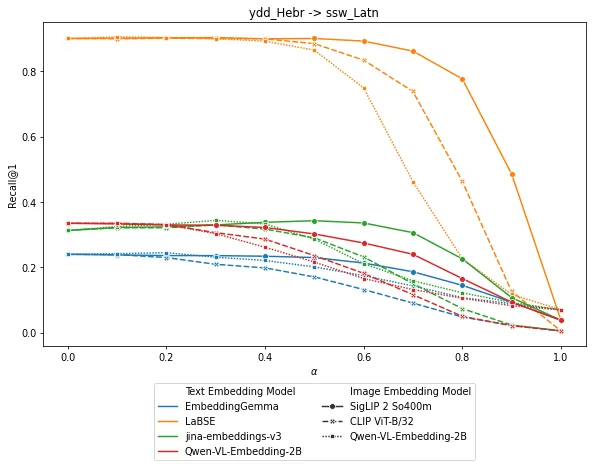 ydd_Hebr -> ssw_Latn
Recall@1
0.8
0.6
0.4
0.2
0.0
0.0 0.2 0.4 0.6 0.8 1.0
α
Text Embedding Model
EmbeddingGemma
LaBSE
jina-embeddings-v3
Qwen-VL-Embedding-2B
Image Embedding Model
SigLIP 2 So400m
CLIP ViT-B/32
Qwen-VL-Embedding-2B